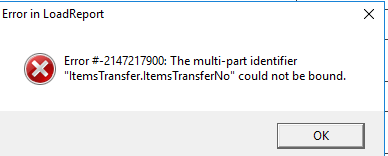 Error in LoadReport
Error #-2147217900: The multi-part identifier
"ItemsTransfer.ItemsTransferNo" could not be bound.
OK